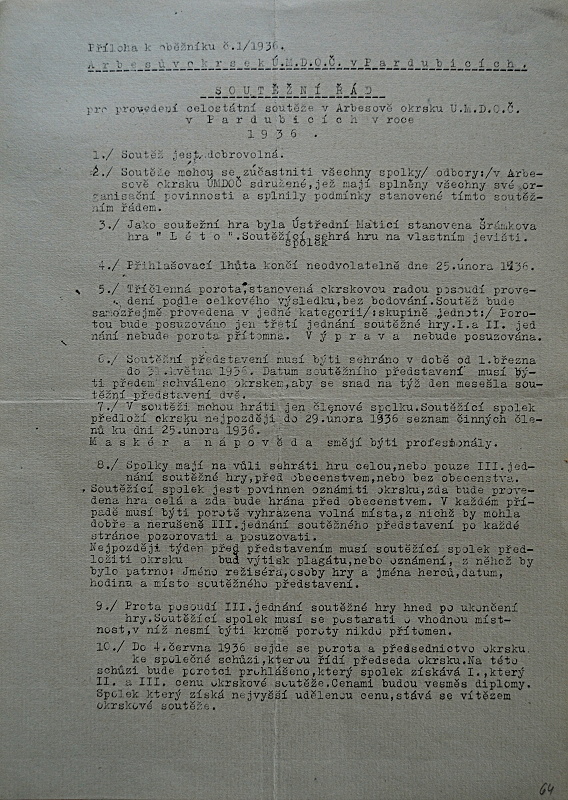 Příloha k oběžníku č.1/1936.
A r b e s ů v o k r s e k Ú.M.D.O.Č. v P a r d u b i c í c h .
S O U T Ě Ž N Í Ř Á D
pro provedení celostátní soutěže v Arbesově okrsku U.M.D.O.Č.
v P a r d u b i c í c h v roce
1 9 3 6 .
1./ Soutěž jest dobrovolná.
2./ Soutěže mohou se zúčastniti všechny spolky/ odbory:/v Arbe-
sově okrsku ÚMDOČ sdružené,jež mají splněny všechny své or-
ganisační povinnosti a splnily podmínky stanovené tímto soutěž-
ním řádem.
3./ Jako souteřní hra byla Ústřední Maticí stanovena Šrámkova
hra " L é t o ".Soutěžící sehrá hru na vlastním jevišti.
spolek
4./ Přihlašovací lhůta končí neodvolatelně dne 25.února 1936.
5./ Tříčlenná porota,stanovená okrskovou radou posoudí prove-
dení podle celkového výsledku,bez bodování.Soutěž bude
samozřejmě provedena v jedné kategorii/:skupině jednot:/ Poro-
tou bude posuzováno jen třetí jednání soutěžné hry.I.a II. jed
nání nebude porota přítomna. V ý p r a v a nebude posuzována.
6./ Soutěžní představení musí býti sehráno v době od 1.března
do 31.května 1936. Datum soutěžního představení musí bý-
ti předem schváleno okrskem,aby se snad na týž den nesešla sou-
těžní představení dvě.
7./ V soutěži mohou hráti jen členové spolku.Soutěžící spolek
předloží okrsku nejpozději do 29.února 1936 seznam činných čle-
nů ku dni 25.února 1936.
M a s k é r a n á p o v ě d a smějí býti profesionály.
8./ Spolky mají na vůli sehráti hru celou,nebo pouze III.jed-
nání soutěžné hry,před obecenstvem,nebo bez obecenstva.
Soutěžící spolek jest povinnen oznámiti okrsku,zda bude prove-
dena hra celá a zda bude hrána před obecenstvem. V každém pří-
padě musí býti porotě vyhrazena volná místa,z nichž by mohla
dobře a nerušeně III.jednání soutěžného představení po každé
stránce pozorovati a posuzovati.
Nejpozději týden před představením musí soutěžící spolek před-
ložiti okrsku buď výtisk plagátu,nebo oznámení, z něhož by
bylo patrno: Jméno režiséra,osoby hry a jména herců,datum,
hodinu a místo soutěžného představení.
9./ Prota posoudí III.jednání soutěžné hry hned po ukončení
hry.Soutěžící spolek musí se postarati o vhodnou míst-
nost,v níž nesmí býti kromě poroty nikdo přítomen.
10./ Do 4.června 1936 sejde se porota a předsednictvo okrsku
ke společné schůzi,kterou řídí předseda okrsku.Na této
schůzi bude porotci prohlášeno,který spolek získává I.,který
II. a III. cenu okrskové soutěže.Cenami budou vesměs diplomy.
Spolek který získá nejvyšší udělenou cenu,stává se vítězem
okrskové soutěže.
64